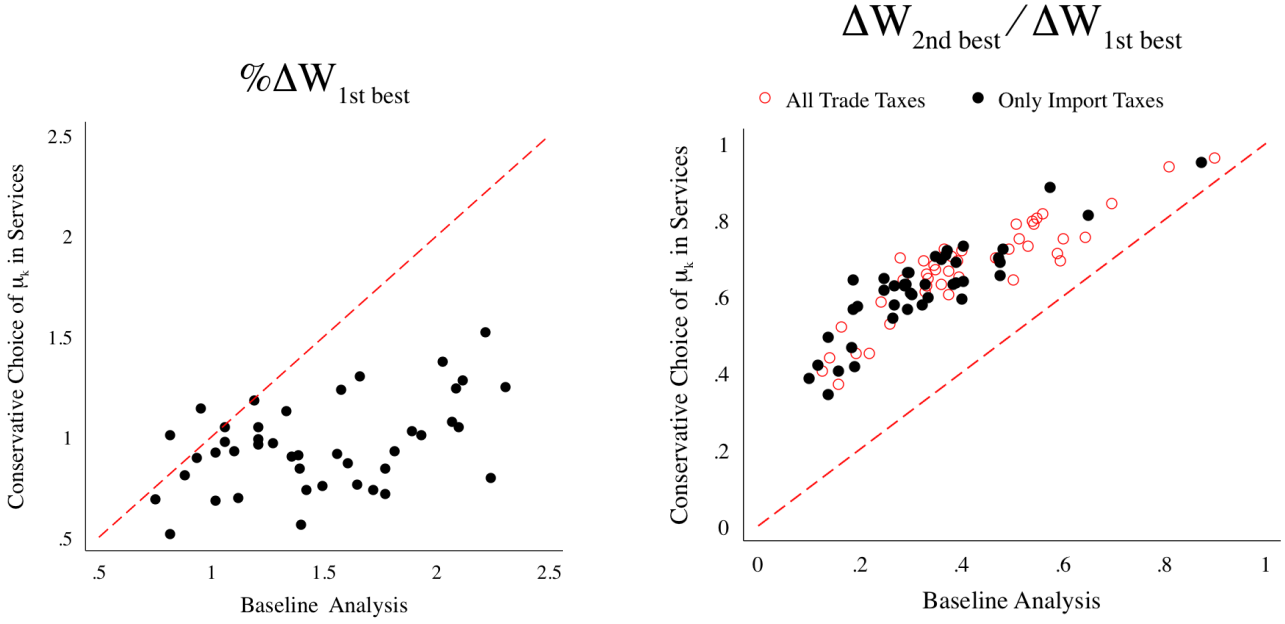 %ΔW1st best
Conservative Choice of μk in Services
2.5
2
1.5
1
.5
.5 1 1.5 2 2.5
Baseline Analysis
ΔW2nd best / ΔW1st best
All Trade Taxes Only Import Taxes
Conservative Choice of μk in Services
1
.8
.6
.4
.2
0
0 .2 .4 .6 .8 1
Baseline Analysis